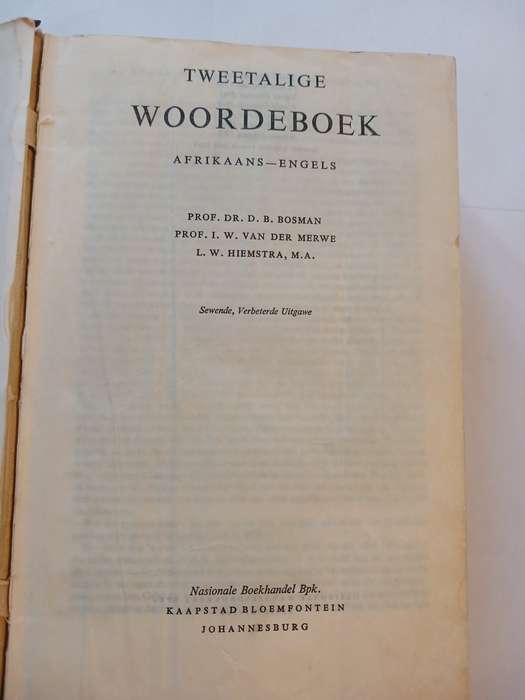 TWEETALIGE
WOORDEBOEK
AFRIKAANS—ENGELS
PROF. DR. D. B. BOSMAN
PROF. I. W. VAN DER MERWE
L. W. HIEMSTRA, M.A.
Sewende, Verbeterde Uitgawe
Nasionale Boekhandel Bpk.
KAAPSTAD BLOEMFONTEIN
JOHANNESBURG